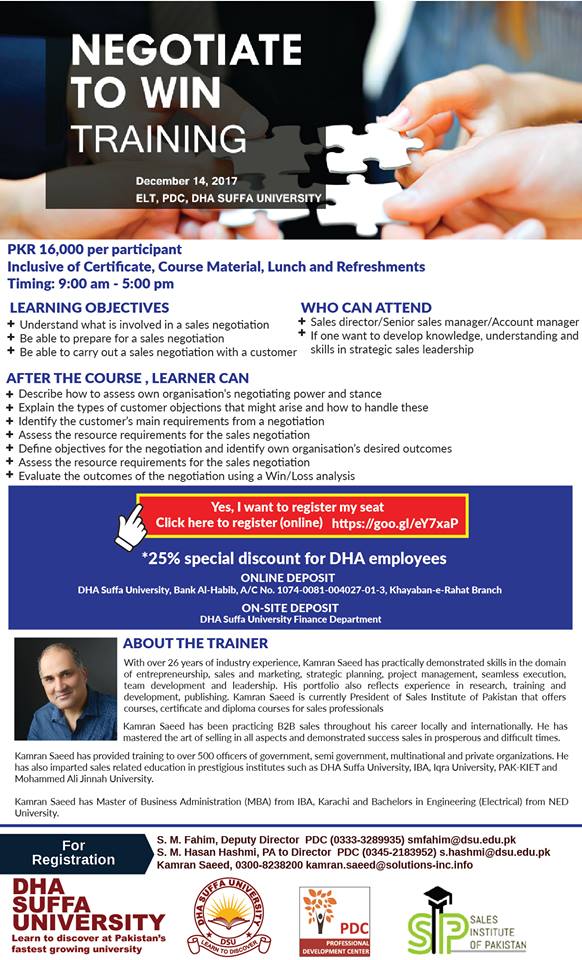 NEGOTIATE
TO WIN
TRAINING
December 14, 2017
ELT, PDC, DHA SUFFA UNIVERSITY
PKR 16,000 per participant
Inclusive of Certificate, Course Material, Lunch and Refreshments
Timing: 9:00 am - 5:00 pm
LEARNING OBJECTIVES
+ Understand what is involved in a sales negotiation
+ Be able to prepare for a sales negotiation
+ Be able to carry out a sales negotiation with a customer
WHO CAN ATTEND
+ Sales director/Senior sales manager/Account manager
+ If one want to develop knowledge, understanding and
skills in strategic sales leadership
AFTER THE COURSE , LEARNER CAN
+ Describe how to assess own organisation's negotiating power and stance
+ Explain the types of customer objections that might arise and how to handle these
+ Identify the customer's main requirements from a negotiation
+ Assess the resource requirements for the sales negotiation
+ Define objectives for the negotiation and identify own organisation's desired outcomes
+ Assess the resource requirements for the sales negotiation
+ Evaluate the outcomes of the negotiation using a Win/Loss analysis
Yes, I want to register my seat
Click here to register (online) https://goo.gl/eY7xaP
*25% special discount for DHA employees
ONLINE DEPOSIT
DHA Suffa University, Bank Al-Habib, A/C No. 1074-0081-004027-01-3, Khayaban-e-Rahat Branch
ON-SITE DEPOSIT
DHA Suffa University Finance Department
ABOUT THE TRAINER
With over 26 years of industry experience, Kamran Saeed has practically demonstrated skills in the domain
of entrepreneurship, sales and marketing, strategic planning, project management, seamless execution,
team development and leadership. His portfolio also reflects experience in research, training and
development, publishing. Kamran Saeed is currently President of Sales Institute of Pakistan that offers
courses, certificate and diploma courses for sales professionals
Kamran Saeed has been practicing B2B sales throughout his career locally and internationally. He has
mastered the art of selling in all aspects and demonstrated success sales in prosperous and difficult times.
Kamran Saeed has provided training to over 500 officers of government, semi government, multinational and private organizations. He
has also imparted sales related education in prestigious institutes such as DHA Suffa University, IBA, Iqra University, PAK-KIET and
Mohammed Ali Jinnah University.
Kamran Saeed has Master of Business Administration (MBA) from IBA, Karachi and Bachelors in Engineering (Electrical) from NED
University.
For
Registration
S. M. Fahim, Deputy Director PDC (0333-3289935) smfahim@dsu.edu.pk
S. M. Hasan Hashmi, PA to Director PDC (0345-2183952) s.hashmi@dsu.edu.pk
Kamran Saeed, 0300-8238200 kamran.saeed@solutions-inc.info
DHA
SUFFA
UNIVERSITY
Learn to discover at Pakistan's
fastest growing university
DHA SUFFA UNIVERSITY
DSU
LEARN TO DISCOVER
PDC
PROFESSIONAL
DEVELOPMENT CENTER
SIP
SALES
INSTITUTE
OF PAKISTAN